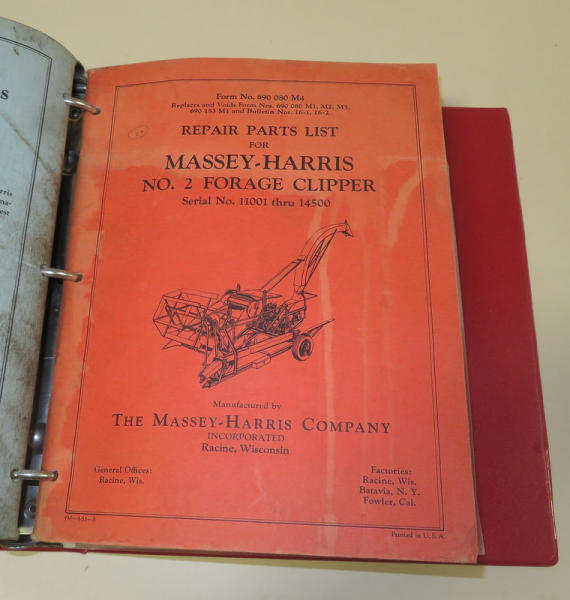 S
rris
ma-
est
Form No. 690 080 M4
Replaces and Voids Form Nos. 690 080 M1, M2, M3,
690 153 M1 and Bulletin Nos. 16-1, 16-2
REPAIR PARTS LIST
FOR
MASSEY-HARRIS
NO. 2 FORAGE CLIPPER
Serial No. 11001 thru 14500
Manufactured by
THE MASSEY-HARRIS COMPANY
INCORPORATED
Racine, Wisconsin
General Offices:
Racine, Wis.
Factories:
Racine, Wis.
Batavia, N. Y.
Fowler, Cal.
Printed in U. S. A.